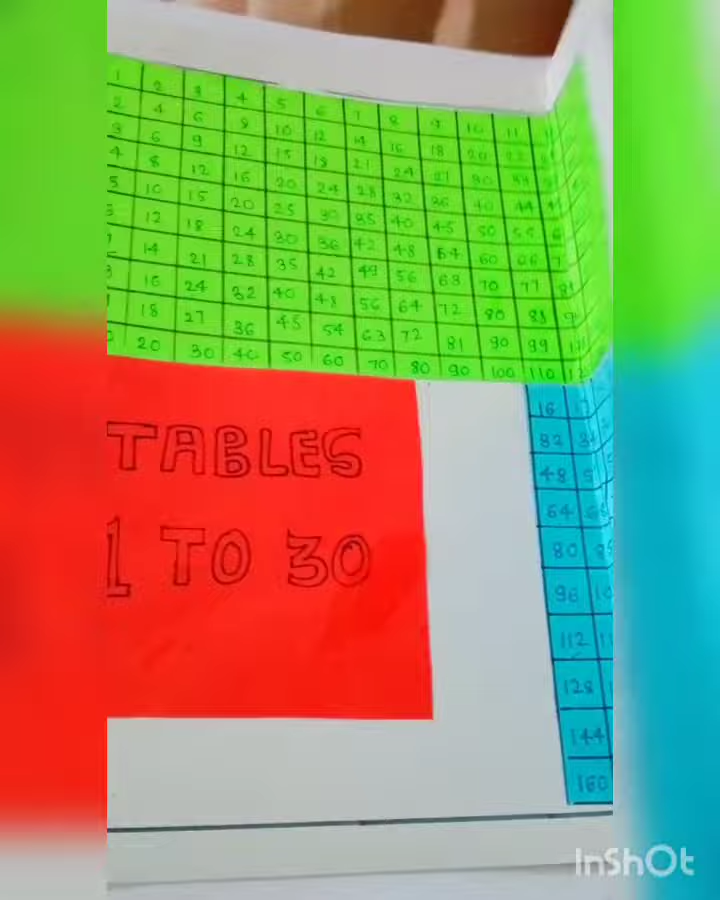 1 2 3 4 5 6 7 8 9 10 11
2 4 6 8 10 12 14 16 18 20 22
3 6 9 12 15 18 21 24 27 30 33
4 8 12 16 20 24 28 32 36 40 44
5 10 15 20 25 30 35 40 45 50 55
12 18 24 30 36 42 48 54 60 66
14 21 28 35 42 49 56 63 70 77
16 24 32 40 48 56 64 72 80 88
18 27 36 45 54 63 72 81 90 99
20 30 40 50 60 70 80 90 100 110
TABLES
1 TO 30
16
32
48
64
80
96
112
128
144
160
InShOt